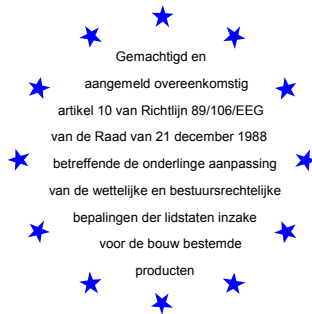 Gemachtigd en
aangemeld overeenkomstig
artikel 10 van Richtlijn 89/106/EEG
van de Raad van 21 december 1988
betreffende de onderlinge aanpassing
van de wettelijke en bestuursrechtelijke
bepalingen der lidstaten inzake
voor de bouw bestemde
producten